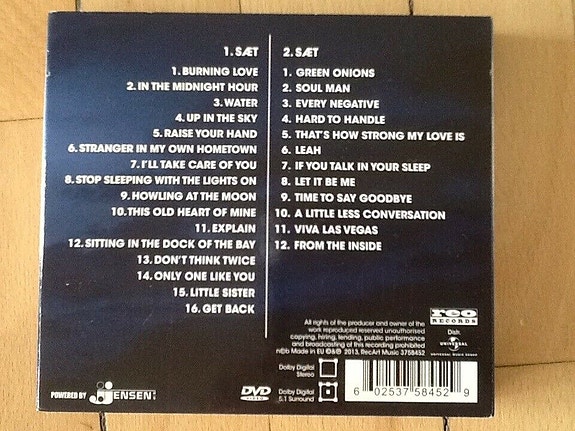 1. SÆT
1. BURNING LOVE
2. IN THE MIDNIGHT HOUR
3. WATER
4. UP IN THE SKY
5. RAISE YOUR HAND
6. STRANGER IN MY OWN HOMETOWN
7. I'LL TAKE CARE OF YOU
8. STOP SLEEPING WITH THE LIGHTS ON
9. HOWLING AT THE MOON
10. THIS OLD HEART OF MINE
11. EXPLAIN
12. SITTING IN THE DOCK OF THE BAY
13. DON'T THINK TWICE
14. ONLY ONE LIKE YOU
15. LITTLE SISTER
16. GET BACK
2. SÆT
1. GREEN ONIONS
2. SOUL MAN
3. EVERY NEGATIVE
4. HARD TO HANDLE
5. THAT'S HOW STRONG MY LOVE IS
6. LEAH
7. IF YOU TALK IN YOUR SLEEP
8. LET IT BE ME
9. TIME TO SAY GOODBYE
10. A LITTLE LESS CONVERSATION
11. VIVA LAS VEGAS
12. FROM THE INSIDE
All rights of the producer and owner of the
work reproduced reserved unauthorised
copying, hiring, lending, public performance
and broadcasting of this recording prohibited
n©b Made in EU ©&℗ 2013, RecArt Music 3758452
reo
RECORDS
Distr.
UNIVERSAL
UNIVERSAL MUSIC GROUP
POWERED BY JJ JENSEN
DVD
VIDEO
Dolby Digital
Stereo
Dolby Digital
5.1 Surround
6 02537 58452 9